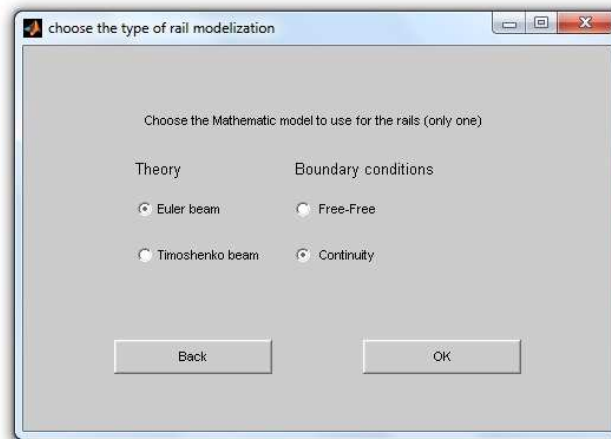 choose the type of rail modelization
Choose the Mathematic model to use for the rails (only one)
Theory Boundary conditions
Euler beam Free-Free
Timoshenko beam Continuity
Back OK